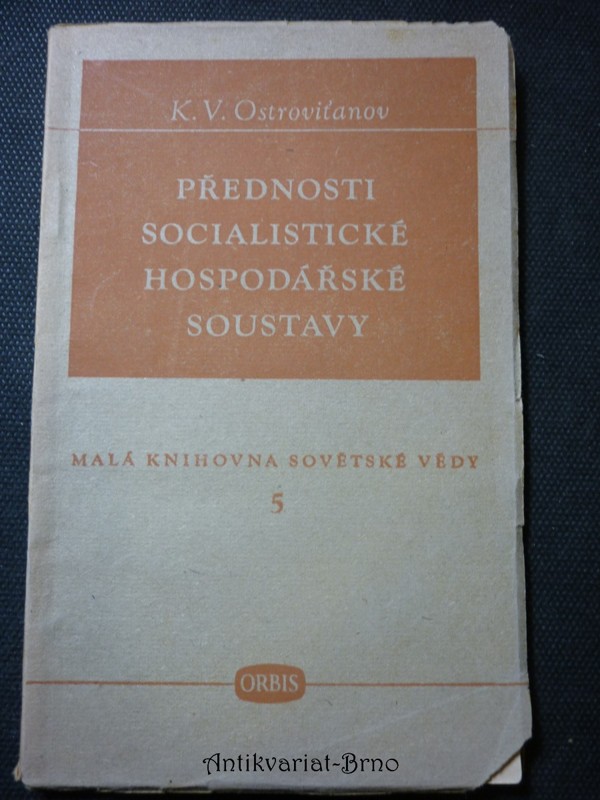 K. V. Ostroviťanov
PŘEDNOSTI
SOCIALISTICKÉ
HOSPODÁŘSKÉ
SOUSTAVY
MALÁ KNIHOVNA SOVĚTSKÉ VĚDY
5
ORBIS
Antikvariat-Brno